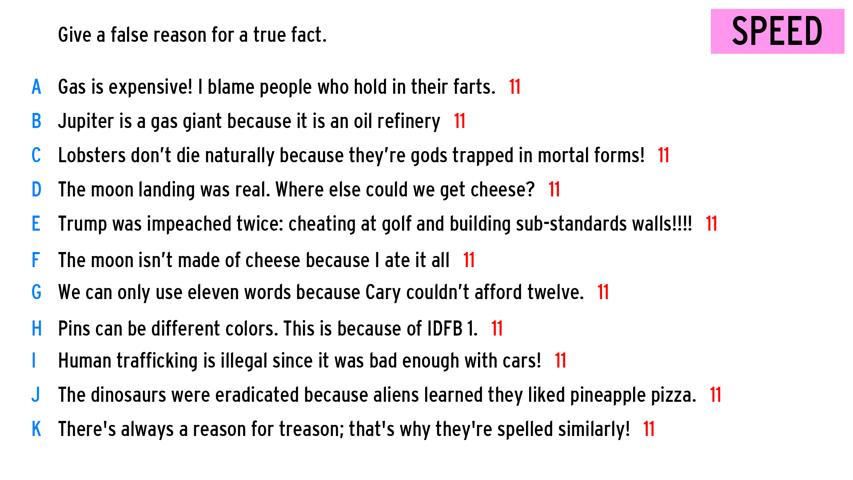 Give a false reason for a true fact.
SPEED
A Gas is expensive! I blame people who hold in their farts. 11
B Jupiter is a gas giant because it is an oil refinery 11
C Lobsters don't die naturally because they're gods trapped in mortal forms! 11
D The moon landing was real. Where else could we get cheese? 11
E Trump was impeached twice: cheating at golf and building sub-standards walls!!!! 11
F The moon isn't made of cheese because I ate it all 11
G We can only use eleven words because Cary couldn't afford twelve. 11
H Pins can be different colors. This is because of IDFB 1. 11
I Human trafficking is illegal since it was bad enough with cars! 11
J The dinosaurs were eradicated because aliens learned they liked pineapple pizza. 11
K There's always a reason for treason; that's why they're spelled similarly! 11